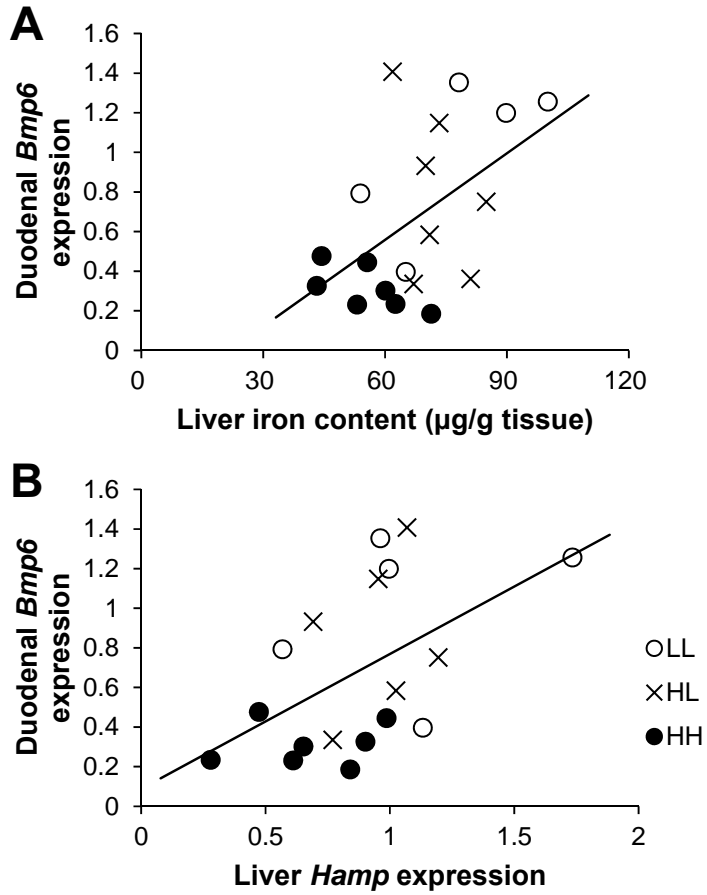 A
1.6
1.4
1.2
1
0.8
0.6
0.4
0.2
0
Duodenal Bmp6
expression
0 30 60 90 120
Liver iron content (µg/g tissue)
B
1.6
1.4
1.2
1
0.8
0.6
0.4
0.2
0
Duodenal Bmp6
expression
0 0.5 1 1.5 2
Liver Hamp expression
LL
HL
HH